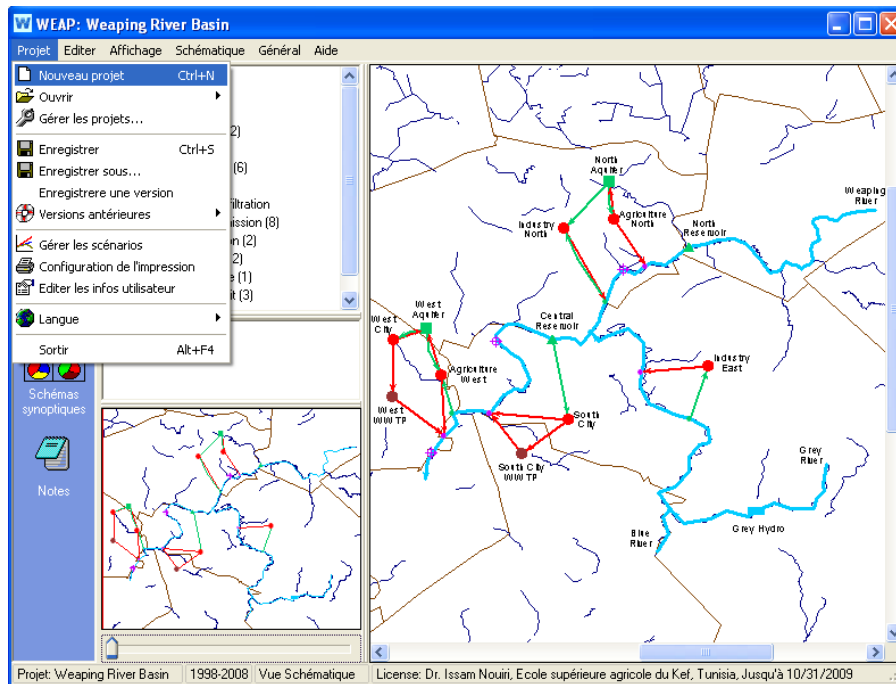 WEAP: Weaping River Basin
Projet Editer Affichage Schématique Général Aide
Nouveau projet Ctrl+N
Ouvrir
Gérer les projets...
2)
Enregistrer Ctrl+S
Enregistrer sous... (6)
Enregistrere une version
filtration
Versions antérieures mission (8)
n (2)
Gérer les scénarios 2)
Configuration de l'impression e (1)
Editer les infos utilisateur it (3)
Langue
Sortir Alt+F4
Schémas
synoptiques
Notes
North
Aquifer
Weaping
River
Industry
North
Agriculture
North
North
Reservoir
West
City
West
Aquifer
Central
Reservoir
Agriculture
West
Industry
East
West
WWTP
South
City
South City
WWTP
Grey
River
Grey Hydro
Blue
River
Projet: Weaping River Basin 1998-2008 Vue Schématique License: Dr. Issam Nouiri, Ecole supérieure agricole du Kef, Tunisia, Jusqu'à 10/31/2009